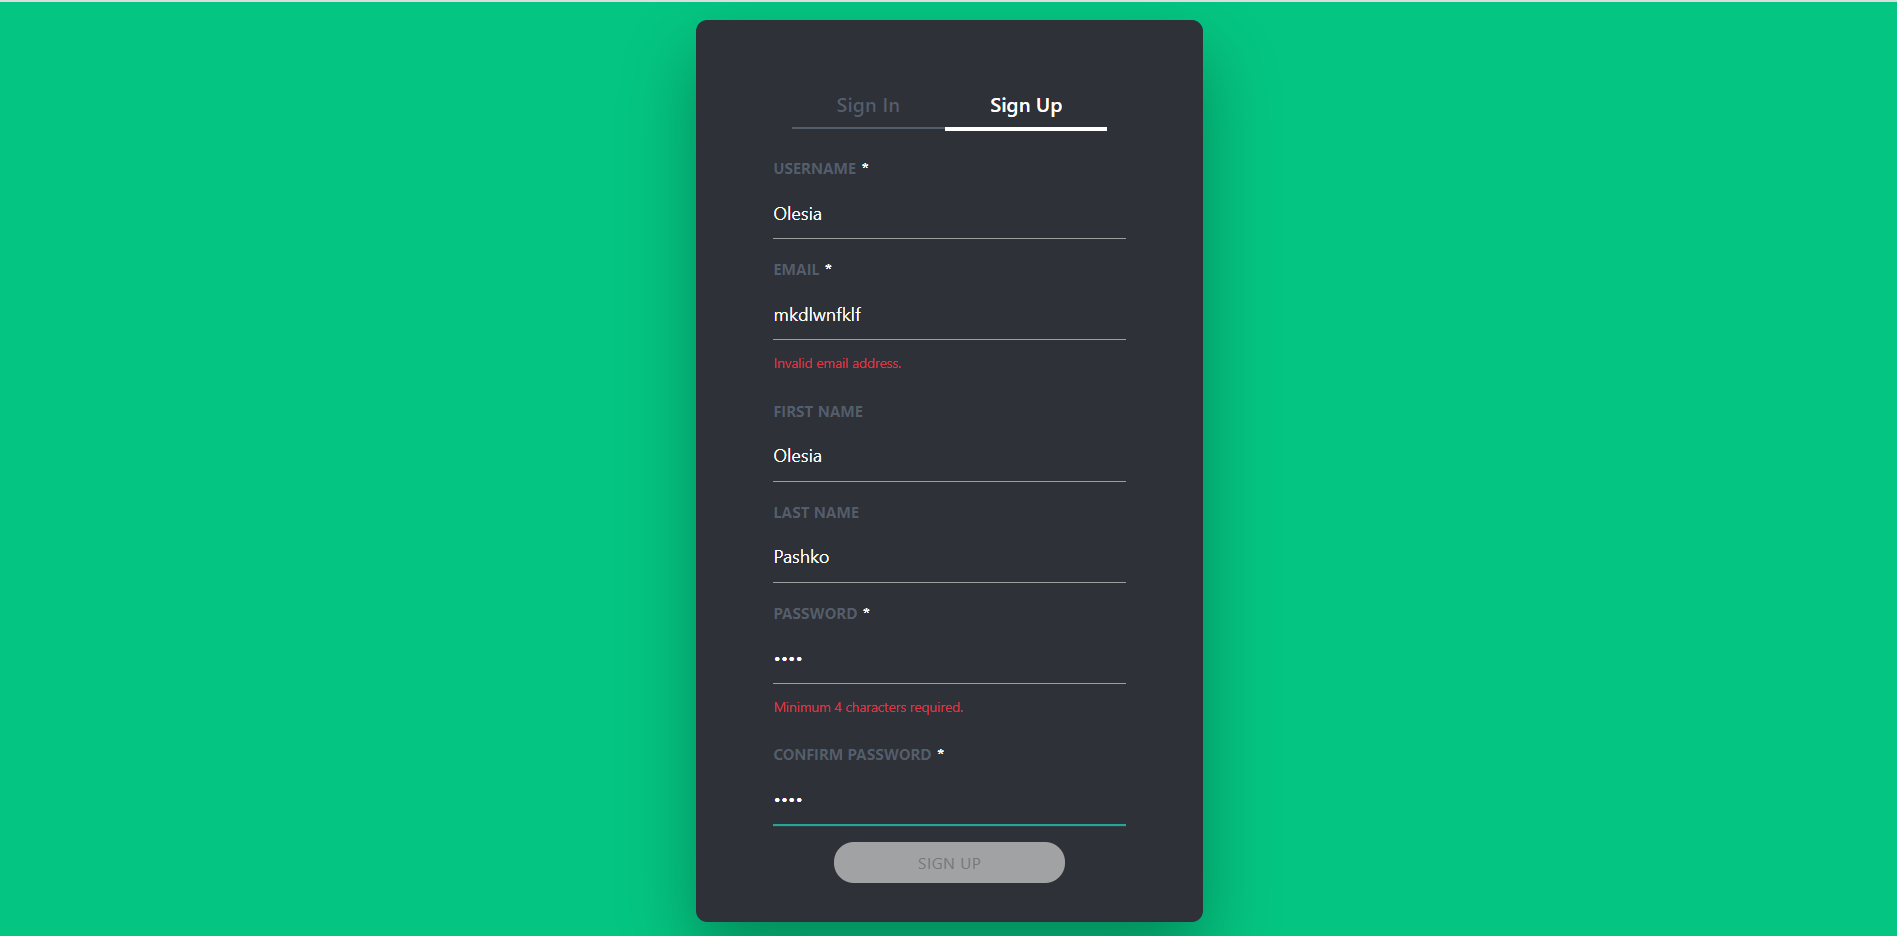 Sign In Sign Up
USERNAME *
Olesia
EMAIL *
mkdlwnfklf
Invalid email address.
FIRST NAME
Olesia
LAST NAME
Pashko
PASSWORD *
••••
Minimum 4 characters required.
CONFIRM PASSWORD *
••••
SIGN UP